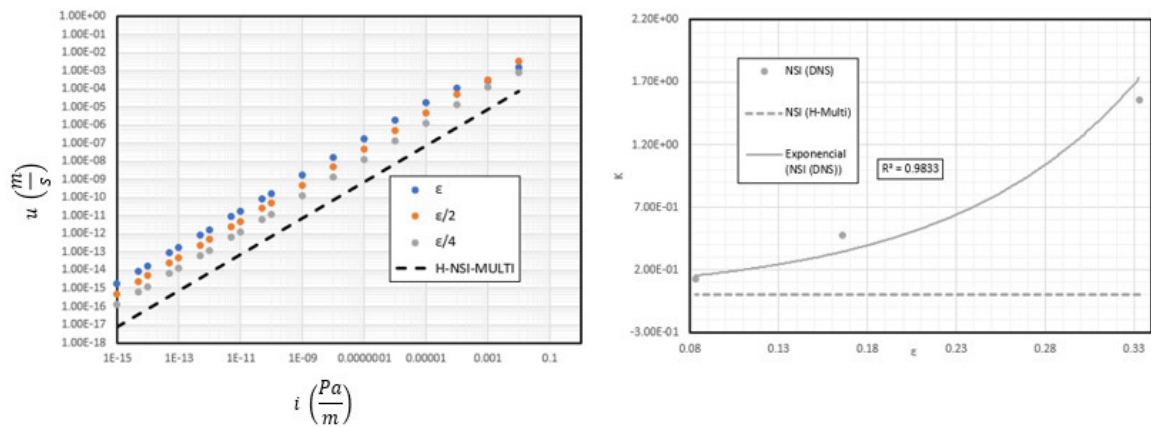 1.00E+00
1.00E-01
1.00E-02
1.00E-03
1.00E-04
1.00E-05
1.00E-06
1.00E-07
1.00E-08
1.00E-09
1.00E-10
1.00E-11
1.00E-12
1.00E-13
1.00E-14
1.00E-15
1.00E-16
1.00E-17
1.00E-18
u (m/s)
ε
ε/2
ε/4
H-NSI-MULTI
1E-15 1E-13 1E-11 1E-09 0.0000001 0.00001 0.001 0.1
i (Pa/m)
2.20E+00
1.70E+00
1.20E+00
7.00E-01
2.00E-01
-3.00E-01
K
NSI (DNS)
NSI (H-Multi)
Exponencial
(NSI (DNS))
R² = 0.9833
0.08 0.13 0.18 0.23 0.28 0.33
ε